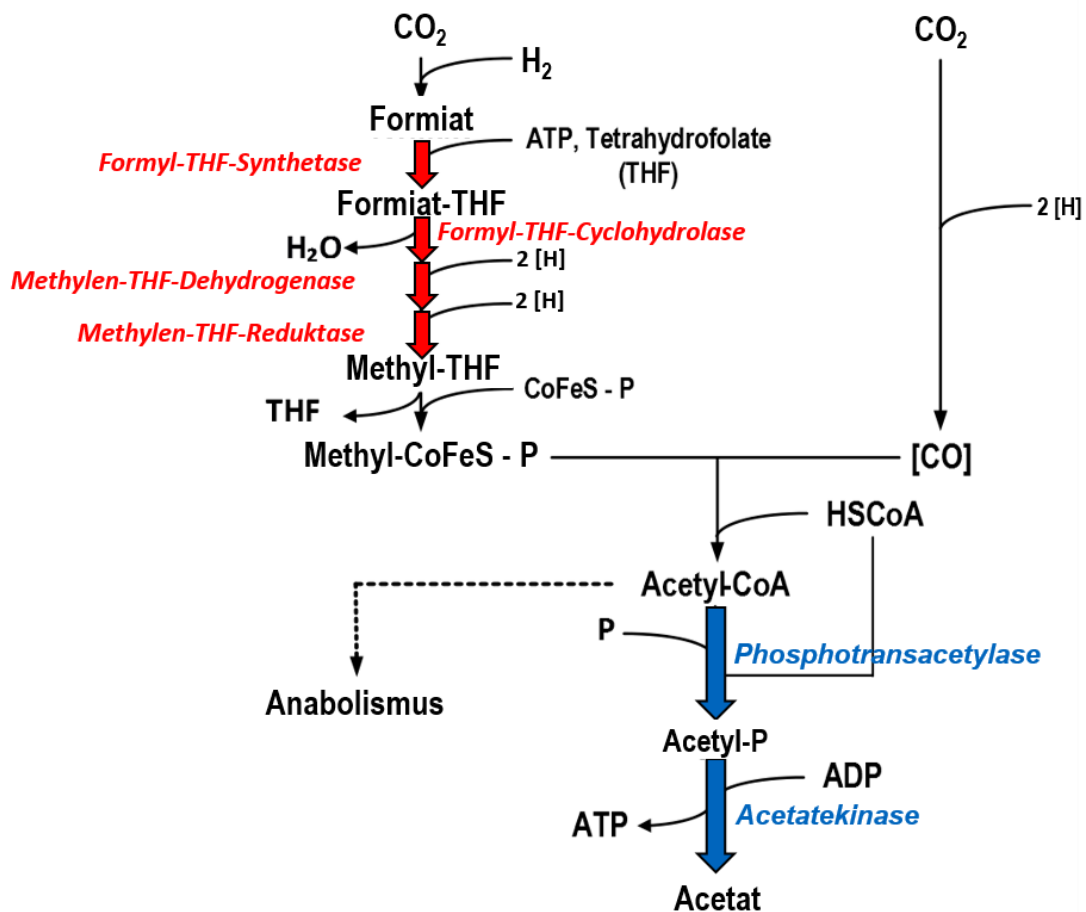 CO₂
CO₂
H₂
Formiat
ATP, Tetrahydrofolate
(THF)
Formyl-THF-Synthetase
Formiat-THF
2 [H]
Formyl-THF-Cyclohydrolase
H₂O
2 [H]
Methylen-THF-Dehydrogenase
2 [H]
Methylen-THF-Reduktase
Methyl-THF
CoFeS - P
THF
Methyl-CoFeS - P
[CO]
HSCoA
Acetyl-CoA
P
Phosphotransacetylase
Anabolismus
Acetyl-P
ADP
Acetatekinase
ATP
Acetat